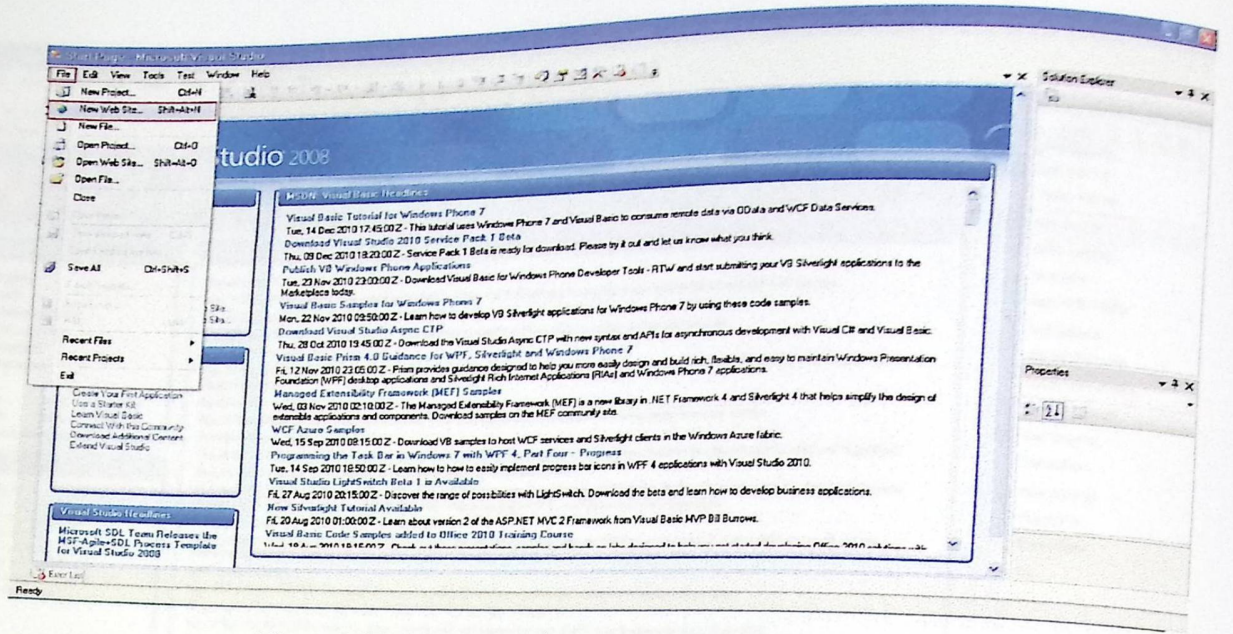 Start Page - Microsoft Visual Studio
File Edit View Tools Test Window Help
New Project... Ctrl+N
New Web Site... Shift+Alt+N
New File...
Open Project... Ctrl+O
Open Web Site... Shift+Alt+O
Open File...
Close
Save All Ctrl+Shift+S
Recent Files
Recent Projects
Exit
tudio 2008
Create Your First Application
Use a Starter Kit
Learn Visual Basic
Connect With the Community
Download Additional Content
Extend Visual Studio
Visual Studio Headlines
Microsoft SDL Team Releases the
MSF-Agile+SDL Process Template
for Visual Studio 2008
MSDN: Visual Basic Headlines
Visual Basic Tutorial for Windows Phone 7
Tue, 14 Dec 2010 17:45:00 Z - This tutorial uses Windows Phone 7 and Visual Basic to consume remote data via OData and WCF Data Services.
Download Visual Studio 2010 Service Pack 1 Beta
Thu, 09 Dec 2010 18:20:00 Z - Service Pack 1 Beta is ready for download. Please try it out and let us know what you think.
Publish VB Windows Phone Applications
Tue, 23 Nov 2010 23:03:00 Z - Download Visual Basic for Windows Phone Developer Tools - RTW and start submitting your VB Silverlight applications to the
Marketplace today.
Visual Basic Samples for Windows Phone 7
Mon, 22 Nov 2010 09:50:00 Z - Learn how to develop VB Silverlight applications for Windows Phone 7 by using these code samples.
Download Visual Studio Async CTP
Thu, 28 Oct 2010 19:45:00 Z - Download the Visual Studio Async CTP with new syntax and APIs for asynchronous development with Visual C# and Visual Basic.
Visual Basic Prism 4.0 Guidance for WPF, Silverlight and Windows Phone 7
Fri, 12 Nov 2010 23:05:00 Z - Prism provides guidance designed to help you more easily design and build rich, flexible, and easy to maintain Windows Presentation
Foundation (WPF) desktop applications and Silverlight Rich Internet Applications (RIAs) and Windows Phone 7 applications.
Managed Extensibility Framework (MEF) Samples
Wed, 03 Nov 2010 02:10:00 Z - The Managed Extensibility Framework (MEF) is a new library in .NET Framework 4 and Silverlight 4 that helps simplify the design of
extensible applications and components. Download samples on the MEF community site.
WCF Azure Samples
Wed, 15 Sep 2010 09:15:00 Z - Download VB samples to host WCF services and Silverlight clients in the Windows Azure fabric.
Programming the Task Bar in Windows 7 with WPF 4, Part Four - Progress
Tue, 14 Sep 2010 18:50:00 Z - Learn how to how to easily implement progress bar icons in WPF 4 applications with Visual Studio 2010.
Visual Studio LightSwitch Beta 1 is Available
Fri, 27 Aug 2010 20:15:00 Z - Discover the range of possibilities with LightSwitch. Download the beta and learn how to develop business applications.
New Silverlight Tutorial Available
Fri, 20 Aug 2010 01:00:00 Z - Learn about version 2 of the ASP.NET MVC 2 Framework from Visual Basic MVP Bill Burrows.
Visual Basic Code Samples added to Office 2010 Training Course
Solution Explorer
Properties
Error List
Ready